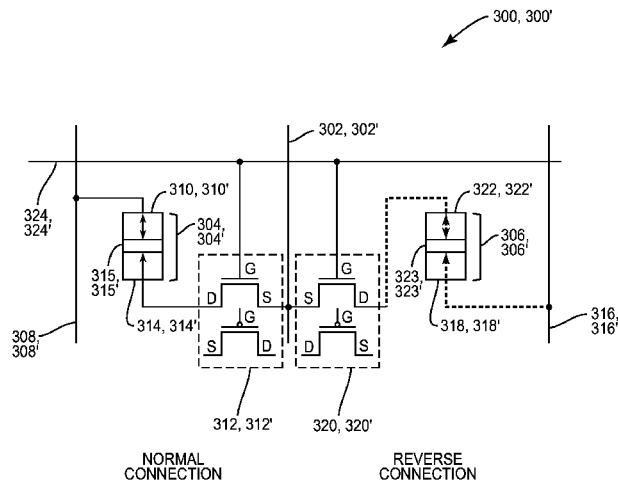 300, 300'
302, 302'
324,
324'
310, 310'
304,
304'
322, 322'
306,
306'
315,
315'
323,
323'
G
G
D
S
S
D
314, 314'
318, 318'
G
G
S
D
D
S
308,
308'
316,
316'
312, 312'
320, 320'
NORMAL
CONNECTION
REVERSE
CONNECTION